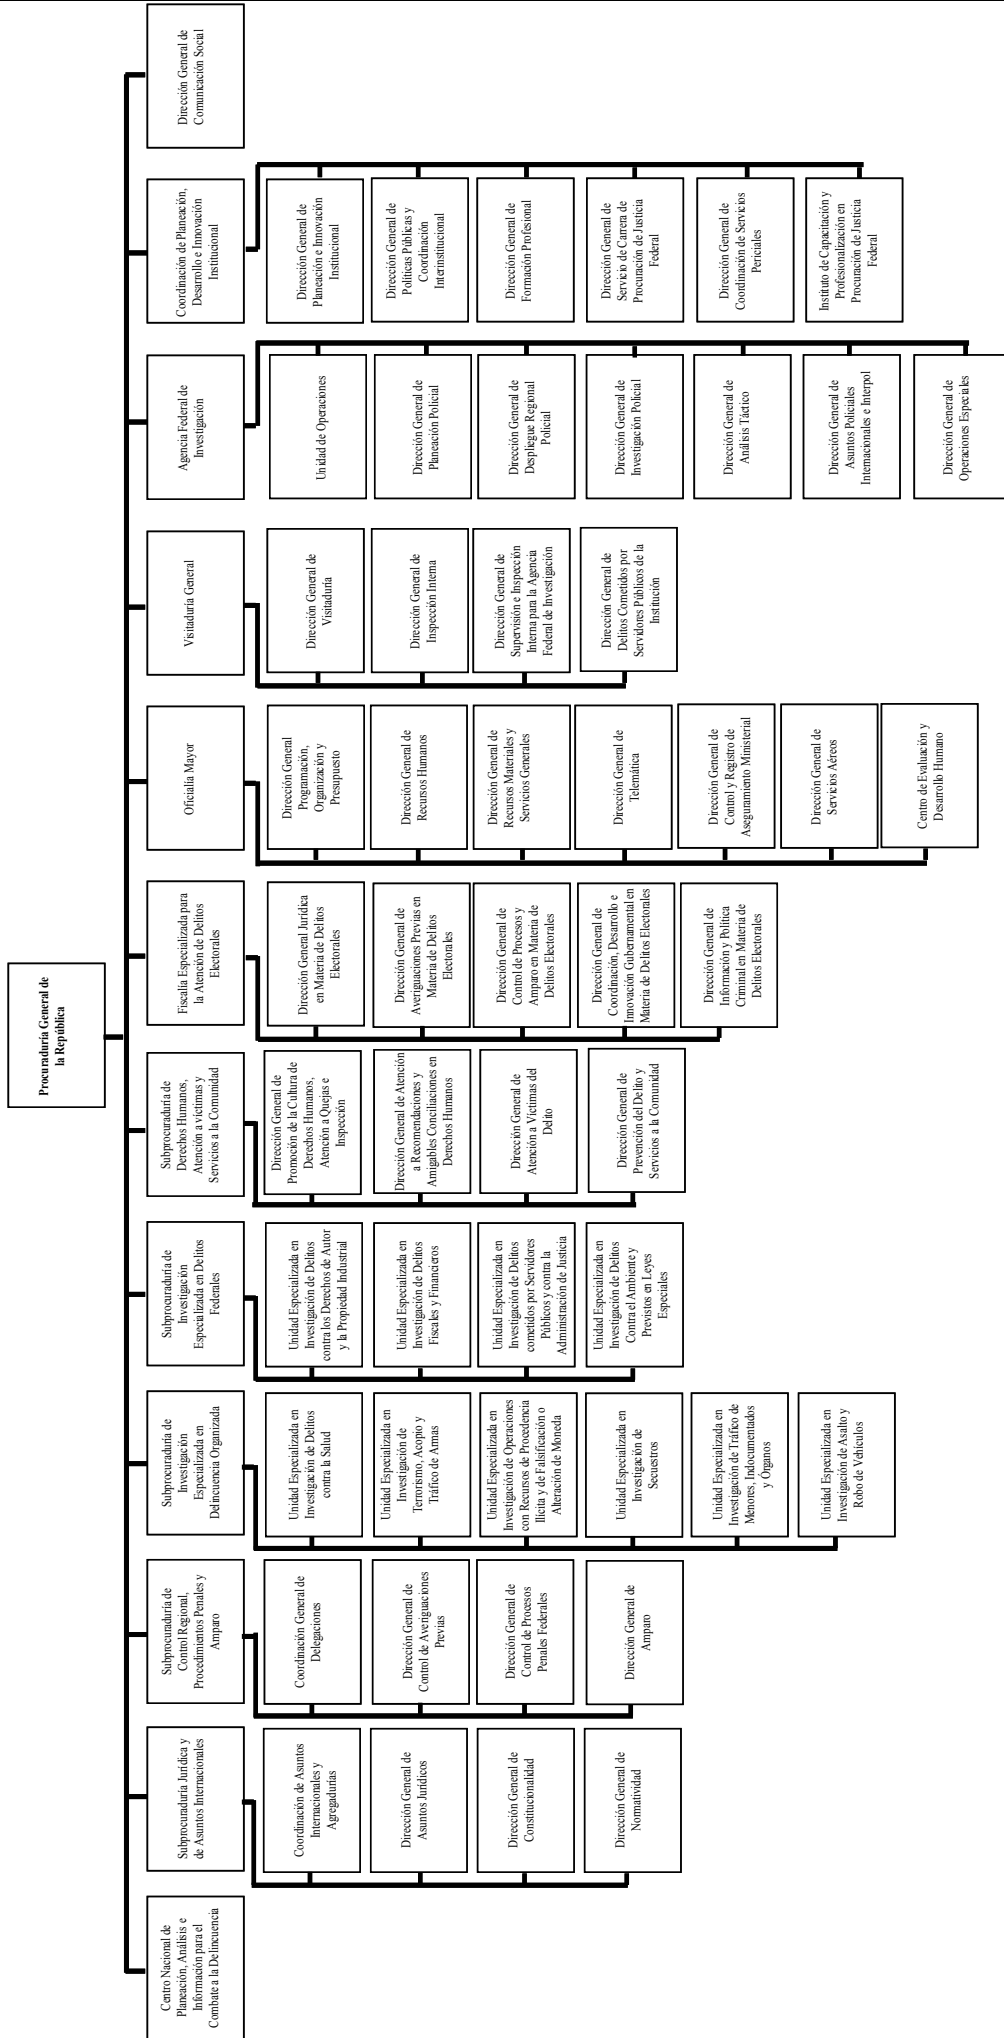 Procuraduría General de
la República
Centro Nacional de
Planeación, Análisis e
Información para el
Combate a la Delincuencia
Subprocuraduría Jurídica y
de Asuntos Internacionales
Coordinación de Asuntos
Internacionales y
Agregadurías
Dirección General de
Asuntos Jurídicos
Dirección General de
Constitucionalidad
Dirección General de
Normatividad
Subprocuraduría de
Control Regional,
Procedimientos Penales y
Amparo
Coordinación General de
Delegaciones
Dirección General de
Control de Averiguaciones
Previas
Dirección General de
Control de Procesos
Penales Federales
Dirección General de
Amparo
Subprocuraduría de
Investigación
Especializada en
Delincuencia Organizada
Unidad Especializada en
Investigación de Delitos
contra la Salud
Unidad Especializada en
Investigación de
Terrorismo, Acopio y
Tráfico de Armas
Unidad Especializada en
Investigación de Operaciones
con Recursos de Procedencia
Ilícita y de Falsificación o
Alteración de Moneda
Unidad Especializada en
Investigación de
Secuestros
Unidad Especializada en
Investigación de Tráfico de
Menores, Indocumentados
y Órganos
Unidad Especializada en
Investigación de Asalto y
Robo de Vehículos
Subprocuraduría de
Investigación
Especializada en Delitos
Federales
Unidad Especializada en
Investigación de Delitos
contra los Derechos de Autor
y la Propiedad Industrial
Unidad Especializada en
Investigación de Delitos
Fiscales y Financieros
Unidad Especializada en
Investigación de Delitos
cometidos por Servidores
Públicos y contra la
Administración de Justicia
Unidad Especializada en
Investigación de Delitos
Contra el Ambiente y
Previstos en Leyes
Especiales
Subprocuraduría de
Derechos Humanos,
Atención a víctimas y
Servicios a la Comunidad
Dirección General de
Promoción de la Cultura de
Derechos Humanos,
Atención a Quejas e
Inspección
Dirección General de Atención
a Recomendaciones y
Amigables Conciliaciones en
Derechos Humanos
Dirección General de
Atención a Víctimas del
Delito
Dirección General de
Prevención del Delito y
Servicios a la Comunidad
Fiscalía Especializada para
la Atención de Delitos
Electorales
Dirección General Jurídica
en Materia de Delitos
Electorales
Dirección General de
Averiguaciones Previas en
Materia de Delitos
Electorales
Dirección General de
Control de Procesos y
Amparo en Materia de
Delitos Electorales
Dirección General de
Coordinación, Desarrollo e
Innovación Gubernamental en
Materia de Delitos Electorales
Dirección General de
Información y Política
Criminal en Materia de
Delitos Electorales
Oficialía Mayor
Dirección General
Programación,
Organización y
Presupuesto
Dirección General de
Recursos Humanos
Dirección General de
Recursos Materiales y
Servicios Generales
Dirección General de
Telemática
Dirección General de
Control y Registro de
Aseguramiento Ministerial
Dirección General de
Servicios Aéreos
Centro de Evaluación y
Desarrollo Humano
Visitaduría General
Dirección General de
Visitaduría
Dirección General de
Inspección Interna
Dirección General de
Supervisión e Inspección
Interna para la Agencia
Federal de Investigación
Dirección General de
Delitos Cometidos por
Servidores Públicos de la
Institución
Agencia Federal de
Investigación
Unidad de Operaciones
Dirección General de
Planeación Policial
Dirección General de
Despliegue Regional
Policial
Dirección General de
Investigación Policial
Dirección General de
Análisis Táctico
Dirección General de
Asuntos Policiales
Internacionales e Interpol
Dirección General de
Operaciones Especiales
Coordinación de Planeación,
Desarrollo e Innovación
Institucional
Dirección General de
Planeación e Innovación
Institucional
Dirección General de
Políticas Públicas y
Coordinación
Interinstitucional
Dirección General de
Formación Profesional
Dirección General de
Servicio de Carrera de
Procuración de Justicia
Federal
Dirección General de
Coordinación de Servicios
Periciales
Instituto de Capacitación y
Profesionalización en
Procuración de Justicia
Federal
Dirección General de
Comunicación Social